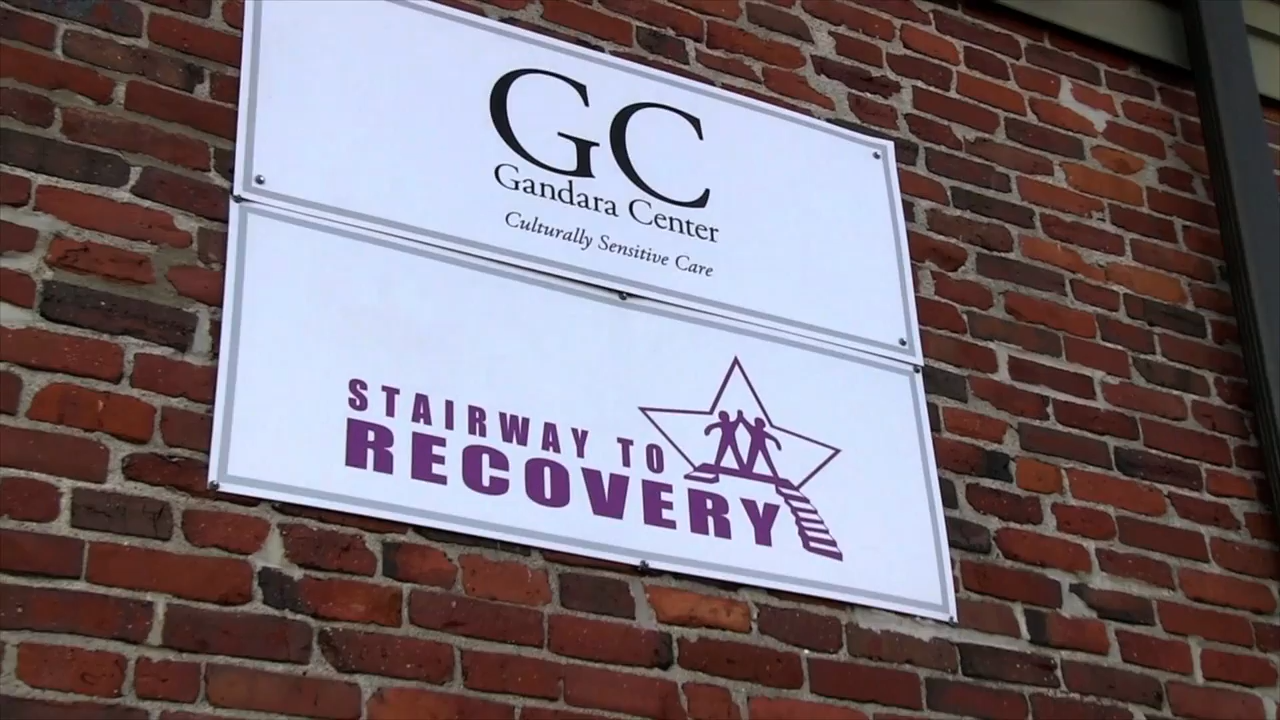 GC
Gandara Center
Culturally Sensitive Care
STAIRWAY TO
RECOVERY